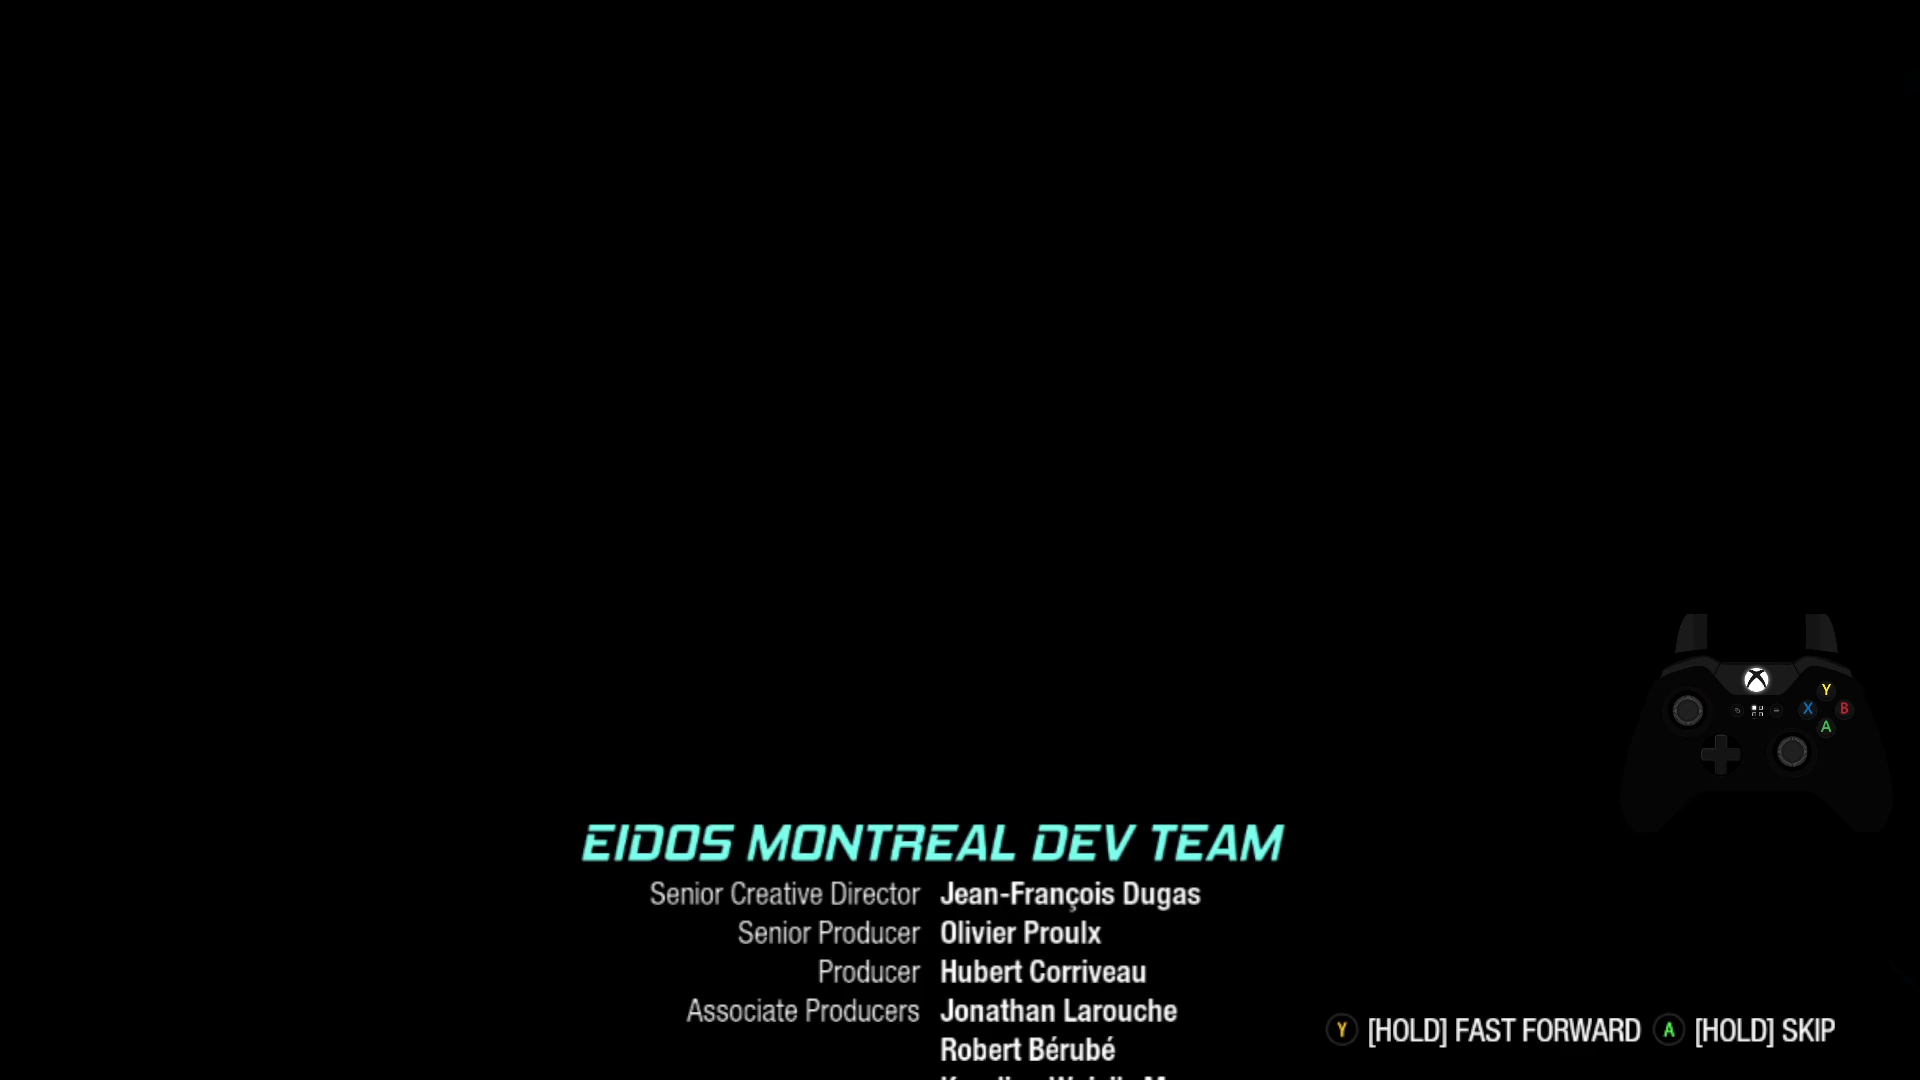 EIDOS MONTREAL DEV TEAM
Senior Creative Director Jean-François Dugas
Senior Producer Olivier Proulx
Producer Hubert Corriveau
Associate Producers Jonathan Larouche
Robert Bérubé
Y [HOLD] FAST FORWARD A [HOLD] SKIP
Y
X B
A